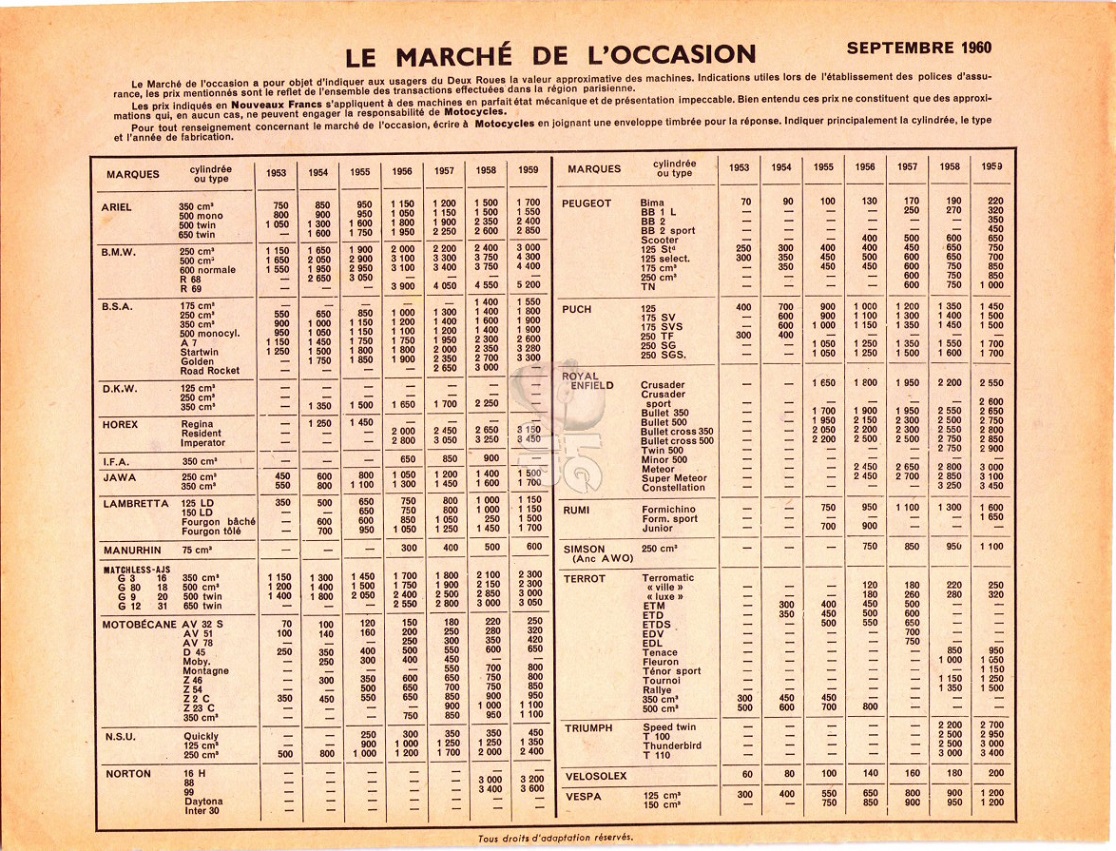 LE MARCHÉ DE L'OCCASION
SEPTEMBRE 1960
Le Marché de l'occasion a pour objet d'indiquer aux usagers du Deux Roues la valeur approximative des machines. Indications utiles lors de l'établissement des polices d'assu-
rance, les prix mentionnés sont le reflet de l'ensemble des transactions effectuées dans la région parisienne.
Les prix indiqués en Nouveaux Francs s'appliquent à des machines en parfait état mécanique et de présentation impeccable. Bien entendu ces prix ne constituent que des approxi-
mations qui, en aucun cas, ne peuvent engager la responsabilité de Motocycles.
Pour tout renseignement concernant le marché de l'occasion, écrire à Motocycles en joignant une enveloppe timbrée pour la réponse. Indiquer principalement la cylindrée, le type
et l'année de fabrication.
MARQUES cylindrée ou type 1953 1954 1955 1956 1957 1958 1959
ARIEL 350 cm³ 750 850 950 1 150 1 200 1 500 1 700
500 mono 800 900 950 1 050 1 150 1 500 1 550
500 twin 1 050 1 300 1 600 1 800 1 900 2 350 2 400
650 twin — 1 600 1 750 1 950 2 250 2 600 2 850
B.M.W. 250 cm³ 1 150 1 650 1 900 2 000 2 200 2 400 3 000
500 cm³ 1 650 2 050 2 900 3 100 3 300 3 750 4 300
600 normale 1 550 1 950 2 950 3 100 3 400 3 750 4 400
R 68 — 2 650 3 050 — — — —
R 69 — — — 3 900 4 050 4 550 5 200
B.S.A. 175 cm³ — — — — — 1 400 1 550
250 cm³ 550 650 850 1 000 1 300 1 400 1 800
350 cm³ 900 1 000 1 150 1 200 1 400 1 600 1 900
500 monocyl. 950 1 050 1 150 1 100 1 200 1 400 1 900
A 7 1 150 1 450 1 750 1 750 1 950 2 300 2 600
Startwin 1 250 1 500 1 800 1 800 2 000 2 350 3 280
Golden — 1 750 1 850 1 900 2 350 2 700 3 300
Road Rocket — — — — 2 650 3 000 —
D.K.W. 125 cm³ — — — — — — —
250 cm³ — — — — — — —
350 cm³ — 1 350 1 500 1 650 1 700 2 250 —
HOREX Regina — 1 250 1 450 — — — —
Resident — — — 2 000 2 450 2 650 3 150
Imperator — — — 2 800 3 050 3 250 3 450
I.F.A. 350 cm³ — — — 650 850 900 —
JAWA 250 cm³ 450 600 800 1 050 1 200 1 400 1 500
350 cm³ 550 800 1 100 1 300 1 450 1 600 1 700
LAMBRETTA 125 LD 350 500 650 750 800 1 000 1 150
150 LD — — 650 750 800 1 000 1 150
Fourgon bâché — 600 600 850 1 050 250 1 500
Fourgon tôlé — 700 950 1 050 1 250 1 450 1 700
MANURHIN 75 cm³ — — — 300 400 500 600
MATCHLESS-AJS
G 3 16 350 cm³ 1 150 1 300 1 450 1 700 1 800 2 100 2 300
G 80 18 500 cm³ 1 200 1 400 1 500 1 750 1 900 2 150 2 300
G 9 20 500 twin 1 400 1 800 2 050 2 400 2 500 2 850 3 000
G 12 31 650 twin — — — 2 550 2 800 3 000 3 050
MOTOBÉCANE AV 32 S 70 100 120 150 180 220 250
AV 51 100 140 160 200 250 280 320
AV 78 — — — 250 300 350 420
D 45 250 350 400 500 550 600 650
Moby. — 250 300 400 450 — —
Montagne — — — — 550 700 800
Z 46 — 300 350 600 650 750 800
Z 54 — — 500 650 700 750 850
Z 2 C 350 450 550 650 850 900 950
Z 23 C — — — — 900 1 000 1 100
350 cm³ — — — 750 850 950 1 100
N.S.U. Quickly — — 250 300 350 350 450
125 cm³ — — 900 1 000 1 250 1 250 1 350
250 cm³ 500 800 1 000 1 200 1 700 2 000 2 400
NORTON 16 H — — — — — — —
88 — — — — — 3 000 3 200
99 — — — — — 3 400 3 600
Daytona — — — — — — —
Inter 30 — — — — — — —
MARQUES cylindrée ou type 1953 1954 1955 1956 1957 1958 1959
PEUGEOT Bima 70 90 100 130 170 190 220
BB 1 L — — — — 250 270 320
BB 2 — — — — — — 350
BB 2 sport — — — — — — 450
Scooter — — — 400 500 600 650
125 Sᵗᵈ 250 300 400 400 450 650 750
125 select. 300 350 450 500 600 650 700
175 cm³ — 350 450 450 600 750 850
250 cm³ — — — — 600 750 850
TN — — — — 600 750 1 000
PUCH 125 400 700 900 1 000 1 200 1 350 1 450
175 SV — 600 900 1 100 1 300 1 400 1 500
175 SVS — 600 1 000 1 150 1 350 1 450 1 500
250 TF 300 400 — — — — —
250 SG — — 1 050 1 250 1 350 1 550 1 700
250 SGS. — — 1 050 1 250 1 500 1 600 1 700
ROYAL
ENFIELD Crusader — — 1 650 1 800 1 950 2 200 2 550
Crusader
sport — — — — — — 2 600
Bullet 350 — — 1 700 1 900 1 950 2 550 2 650
Bullet 500 — — 1 950 2 150 2 300 2 500 2 750
Bullet cross 350 — — 2 050 2 200 2 300 2 550 2 800
Bullet cross 500 — — 2 200 2 500 2 500 2 750 2 850
Twin 500 — — — — — 2 750 2 900
Minor 500 — — — — — — —
Meteor — — — 2 450 2 650 2 800 3 000
Super Meteor — — — 2 450 2 700 2 850 3 100
Constellation — — — — — 3 250 3 450
RUMI Formichino — — 750 950 1 100 1 300 1 600
Form. sport — — — — — — 1 650
Junior — — 700 900 — — —
SIMSON 250 cm³ — — — 750 850 950 1 100
(Anc AWO)
TERROT Terromatic
« ville » — — — 120 180 220 250
« luxe » — — — 180 260 280 320
ETM — 300 400 450 500 — —
ETD — 350 450 500 600 — —
ETDS — — 500 550 650 — —
EDV — — — — 700 — —
EDL — — — — 750 — —
Tenace — — — — — 850 950
Fleuron — — — — — 1 000 1 050
Ténor sport — — — — — — 1 150
Tournoi — — — — — 1 150 1 250
Rallye — — — — — 1 350 1 500
350 cm³ 300 450 450 — — — —
500 cm³ 500 600 700 800 — — —
TRIUMPH Speed twin — — — — — 2 200 2 700
T 100 — — — — — 2 500 2 950
Thunderbird — — — — — 2 500 3 000
T 110 — — — — — 3 000 3 400
VELOSOLEX 60 80 100 140 160 180 200
VESPA 125 cm³ 300 400 550 650 800 900 1 200
150 cm³ — — 750 850 900 950 1 200
Tous droits d'adaptation réservés.